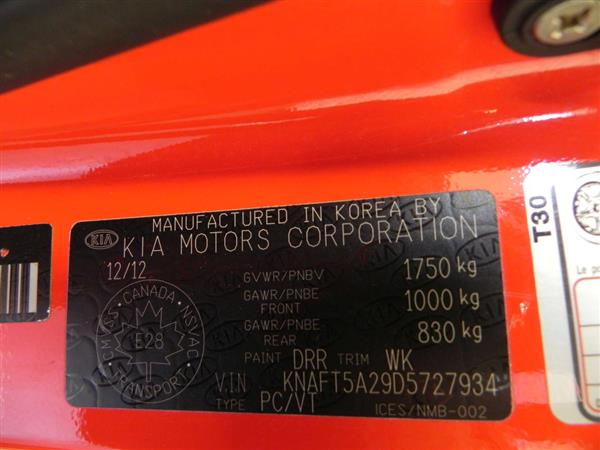 MANUFACTURED IN KOREA BY
KIA KIA MOTORS CORPORATION
12/12
GVWR/PNBV 1750 kg
GAWR/PNBE FRONT 1000 kg
GAWR/PNBE REAR 830 kg
CANADA
CMVSS NSVAC
E28
TRANSPORT
PAINT DRR TRIM WK
V.I.N KNAFT5A29D5727934
TYPE PC/VT ICES/NMB-002
T30